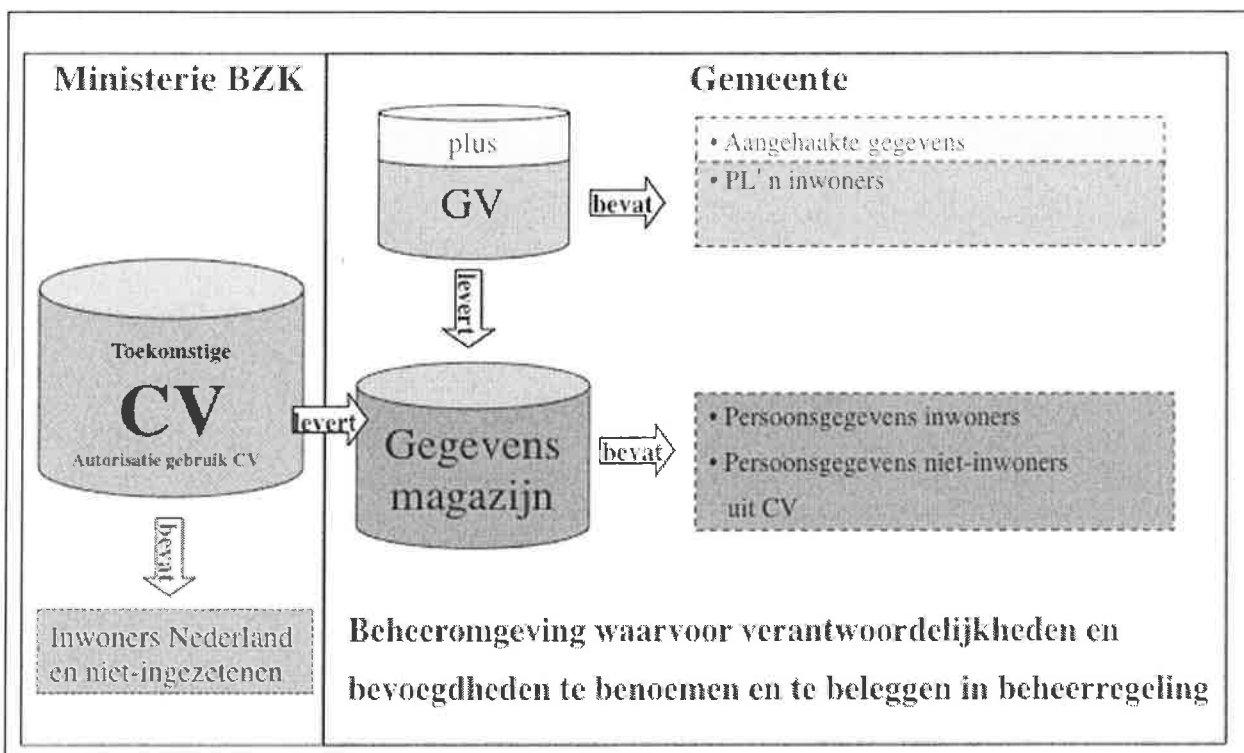 Ministerie BZK
Toekomstige
CV
Autorisatie gebruik CV
levert
bevat
Inwoners Nederland
en niet-ingezetenen
Gemeente
plus
GV
bevat
• Aangehaakte gegevens
• PL'n inwoners
levert
Gegevens
magazijn
bevat
• Persoonsgegevens inwoners
• Persoonsgegevens niet-inwoners
uit CV
Beheeromgeving waarvoor verantwoordelijkheden en
bevoegdheden te benoemen en te beleggen in beheerregeling